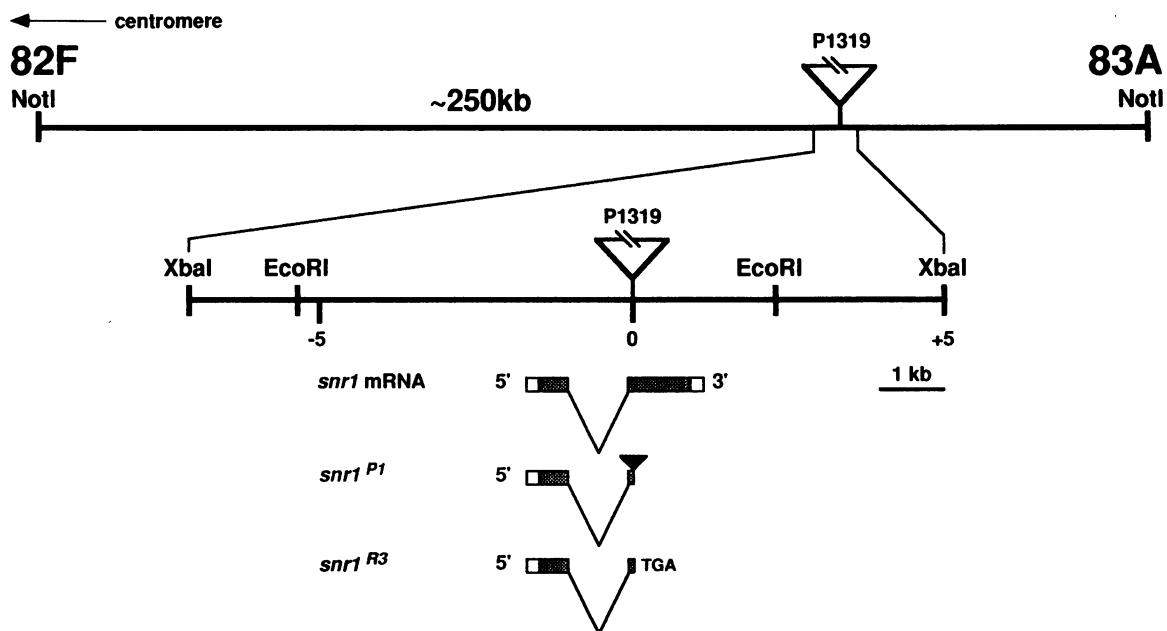 centromere
82F
NotI
~250kb
P1319
83A
NotI
P1319
XbaI
EcoRI
EcoRI
XbaI
-5
0
+5
1 kb
snr1 mRNA
5'
3'
snr1 P1
5'
snr1 R3
5'
TGA